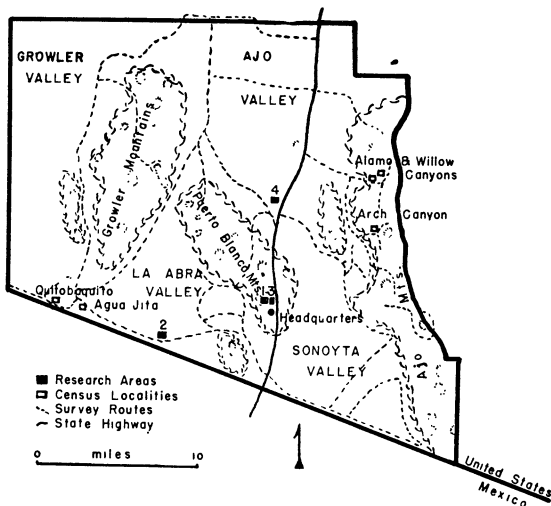 GROWLER
VALLEY
AJO
VALLEY
Growler Mountains
Alamo & Willow
Canyons
4
Puerto Blanco Mts
Arch Canyon
LA ABRA
VALLEY
13
Quitobaquito
Agua Jita
Headquarters
2
SONOYTA
VALLEY
Ajo Mts
Research Areas
Census Localities
Survey Routes
State Highway
0 miles 10
United States
Mexico